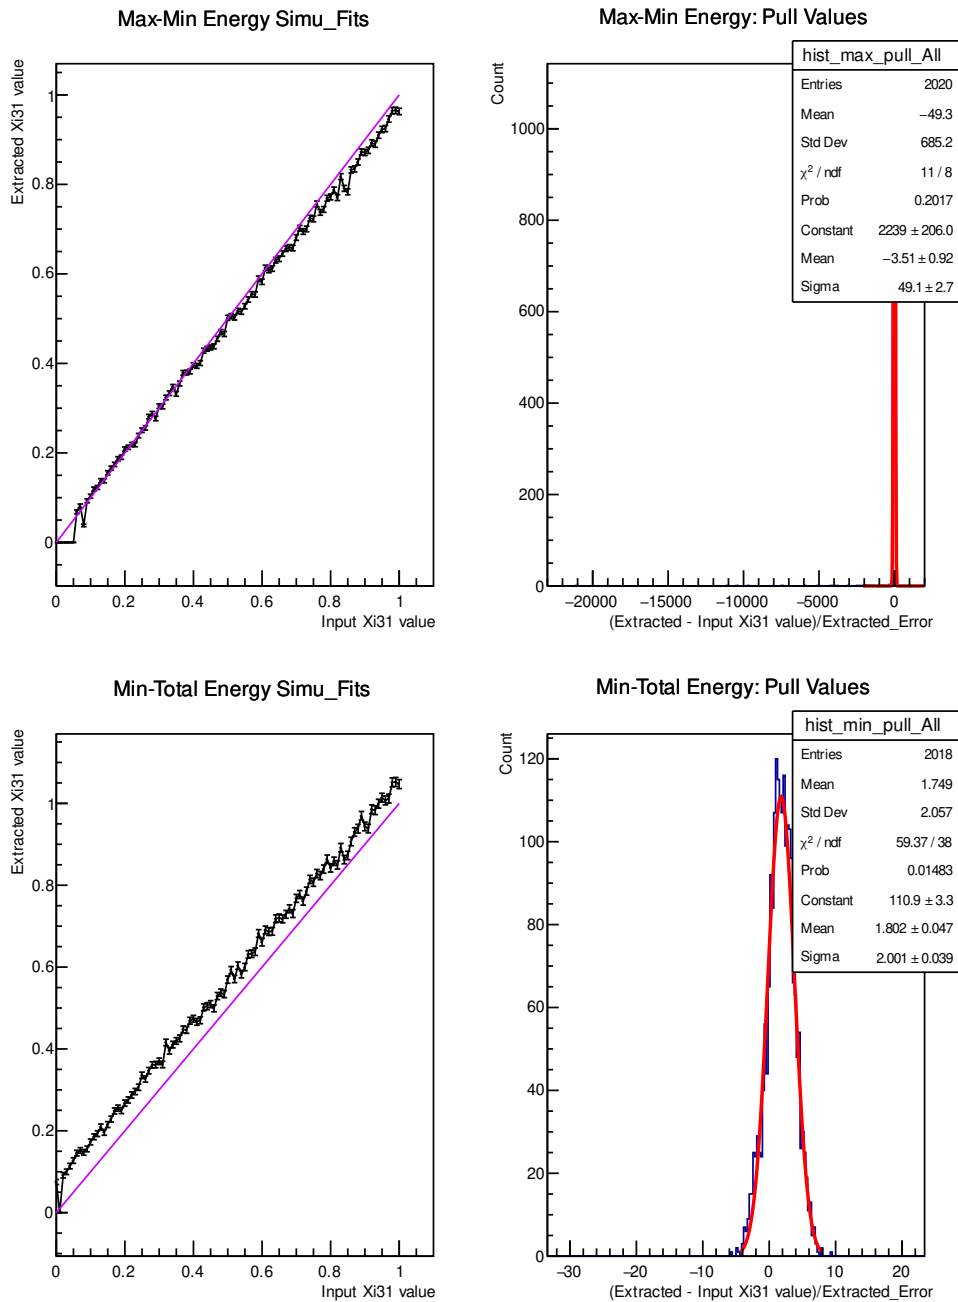 Max-Min Energy Simu_Fits
Extracted Xi31 value
1
0.8
0.6
0.4
0.2
0
0 0.2 0.4 0.6 0.8 1
Input Xi31 value
Max-Min Energy: Pull Values
Count
1000
800
600
400
200
0
−20000 −15000 −10000 −5000 0
(Extracted - Input Xi31 value)/Extracted_Error
hist_max_pull_All
Entries 2020
Mean −49.3
Std Dev 685.2
χ² / ndf 11 / 8
Prob 0.2017
Constant 2239 ± 206.0
Mean −3.51 ± 0.92
Sigma 49.1 ± 2.7
Min-Total Energy Simu_Fits
Extracted Xi31 value
1
0.8
0.6
0.4
0.2
0
0 0.2 0.4 0.6 0.8 1
Input Xi31 value
Min-Total Energy: Pull Values
Count
120
100
80
60
40
20
0
−30 −20 −10 0 10 20
(Extracted - Input Xi31 value)/Extracted_Error
hist_min_pull_All
Entries 2018
Mean 1.749
Std Dev 2.057
χ² / ndf 59.37 / 38
Prob 0.01483
Constant 110.9 ± 3.3
Mean 1.802 ± 0.047
Sigma 2.001 ± 0.039